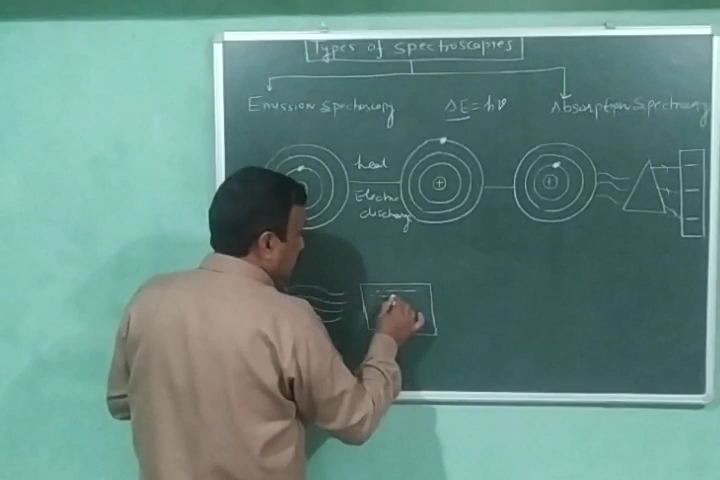 Types of Spectroscopies
Emission Spectroscopy ΔE=hν Absorption Spectroscopy
heat
Electric
discharge
+ +